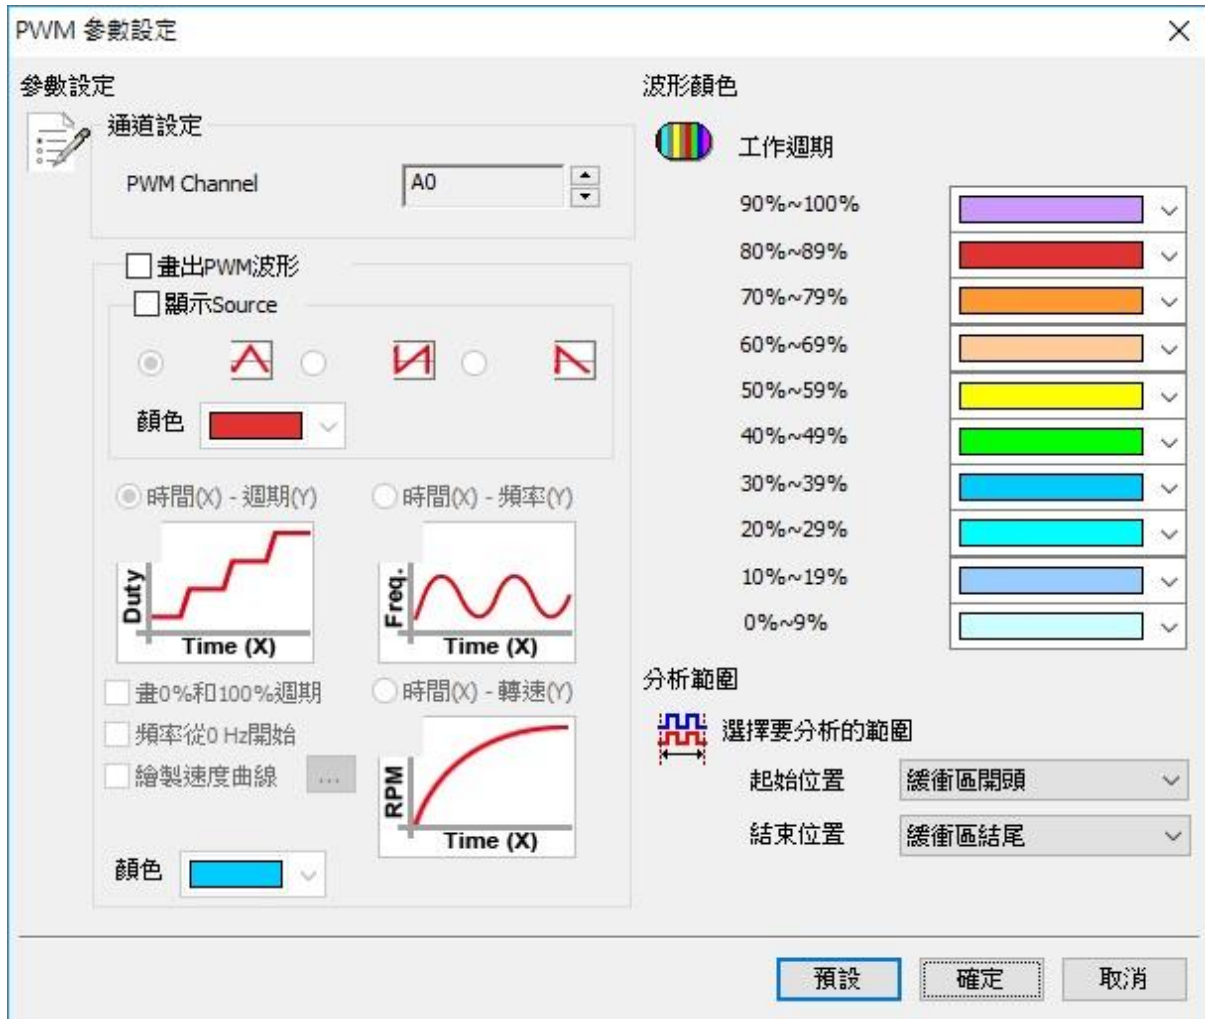 PWM 參數設定
參數設定
通道設定
PWM Channel
A0
畫出PWM波形
顯示Source
顏色
時間(X) - 週期(Y)
時間(X) - 頻率(Y)
Duty
Time (X)
Freq.
Time (X)
畫0%和100%週期
頻率從0 Hz開始
繪製速度曲線
...
時間(X) - 轉速(Y)
RPM
Time (X)
顏色
波形顏色
工作週期
90%~100%
80%~89%
70%~79%
60%~69%
50%~59%
40%~49%
30%~39%
20%~29%
10%~19%
0%~9%
分析範圍
選擇要分析的範圍
起始位置
緩衝區開頭
結束位置
緩衝區結尾
預設
確定
取消